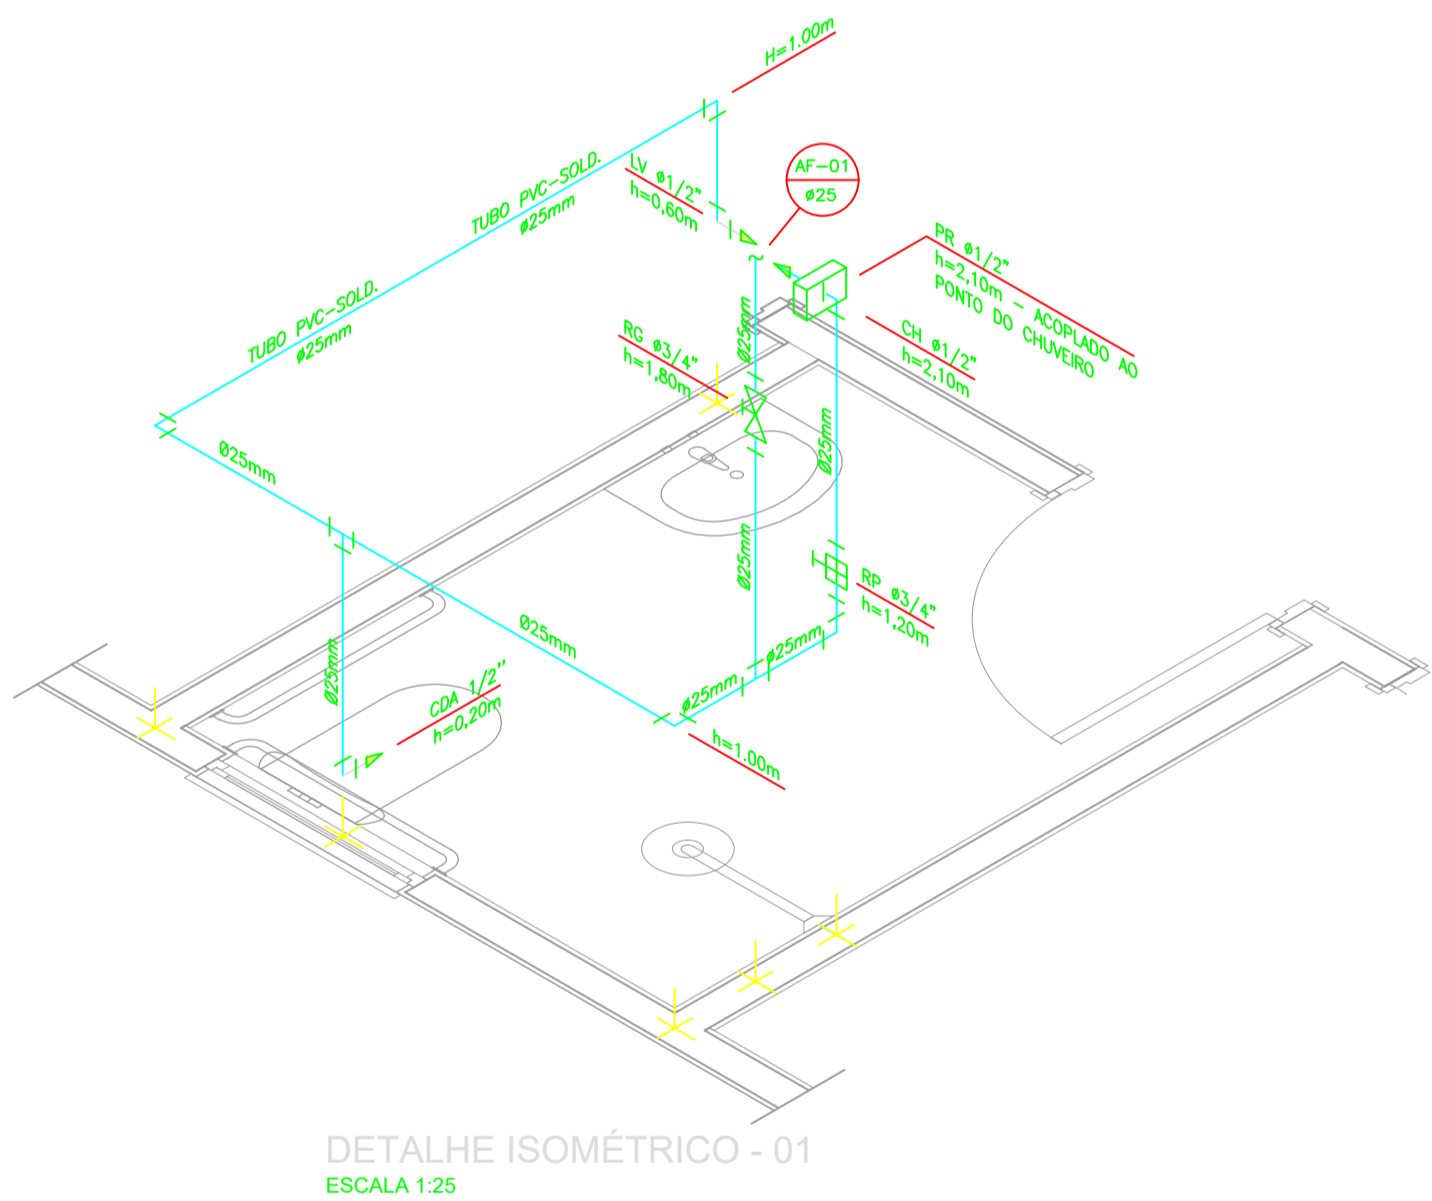 H=1.00m
TUBO PVC-SOLD.
ø25mm
LV ø1/2"
h=0,60m
AF-01
ø25
PR ø1/2"
h=2,10m - ACOPLADO AO
PONTO DO CHUVEIRO
TUBO PVC-SOLD.
ø25mm
RG ø3/4"
h=1,80m
Ø25mm
CH ø1/2"
h=2,10m
Ø25mm
Ø25mm
Ø25mm
RP ø3/4"
h=1,20m
Ø25mm
Ø25mm
ø25mm
ø25mm
CDA 1/2''
h=0,20m
h=1.00m
DETALHE ISOMÉTRICO - 01
ESCALA 1:25